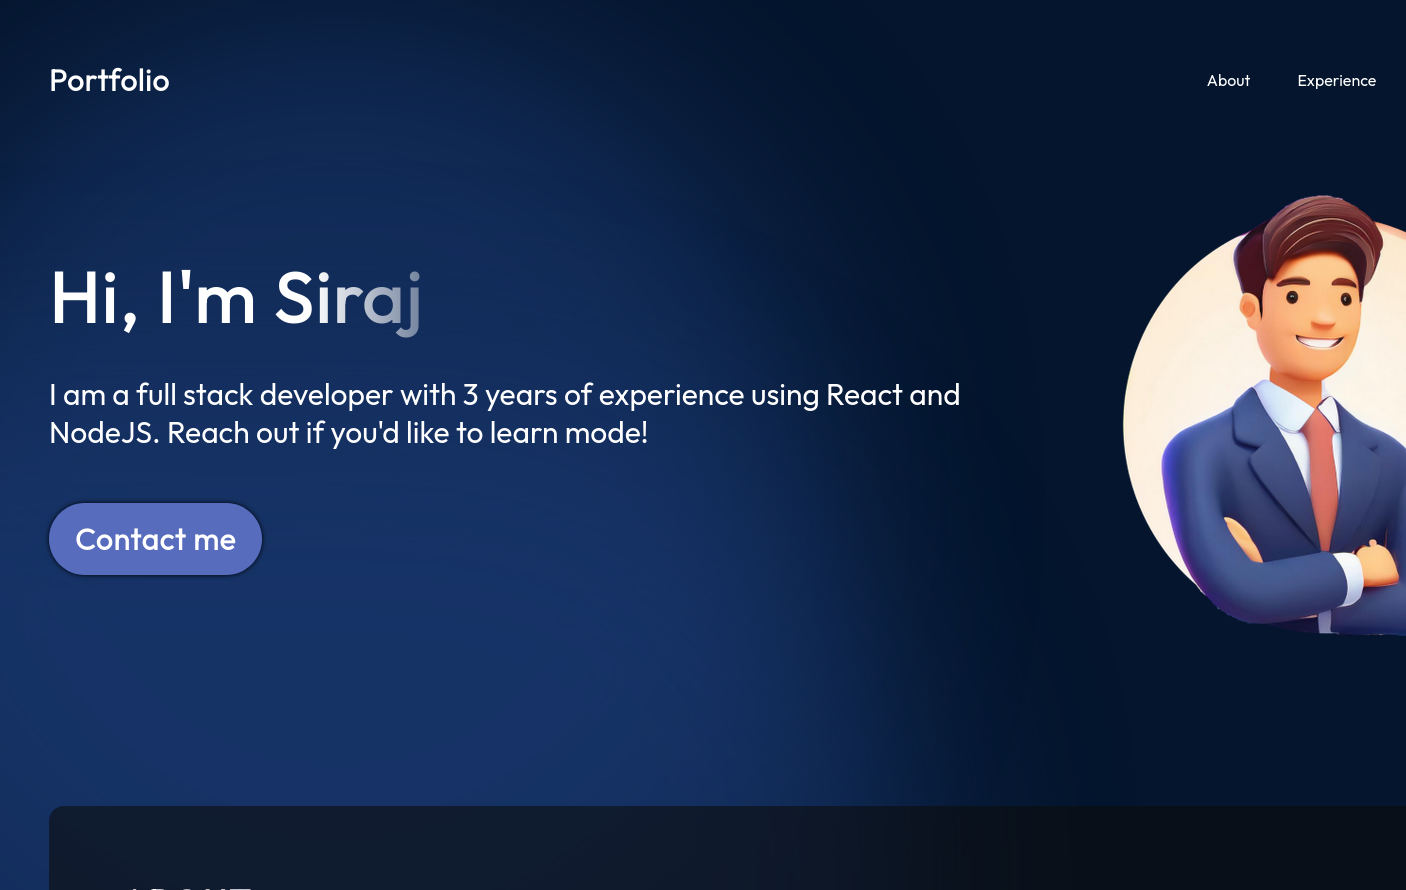 Portfolio
About
Experience
Hi, I'm Siraj
I am a full stack developer with 3 years of experience using React and
NodeJS. Reach out if you'd like to learn mode!
Contact me